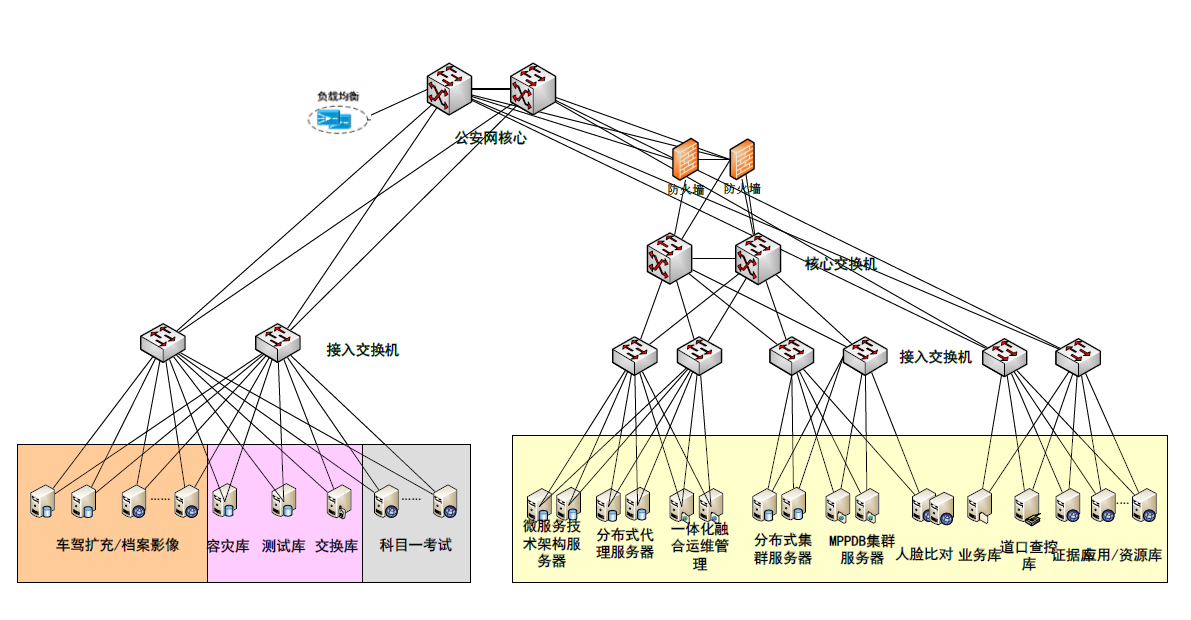 负载均衡
公安网核心
防火墙
防火墙
核心交换机
接入交换机
接入交换机
车驾扩充/档案影像
容灾库
测试库
交换库
科目一考试
微服务技
术架构服
务器
分布式代
理服务器
一体化融
合运维管
理
分布式集
群服务器
MPPDB集群
服务器
人脸比对
业务库
道口查控
库
证据库
应用/资源库